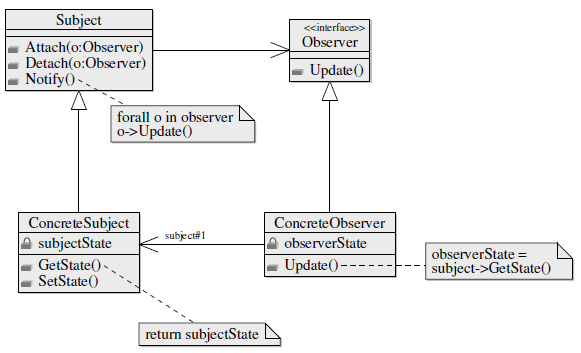 Subject
Attach(o:Observer)
Detach(o:Observer)
Notify()
<<interface>>
Observer
Update()
forall o in observer
o->Update()
ConcreteSubject
subjectState
GetState()
SetState()
subject#1
ConcreteObserver
observerState
Update()
observerState =
subject->GetState()
return subjectState